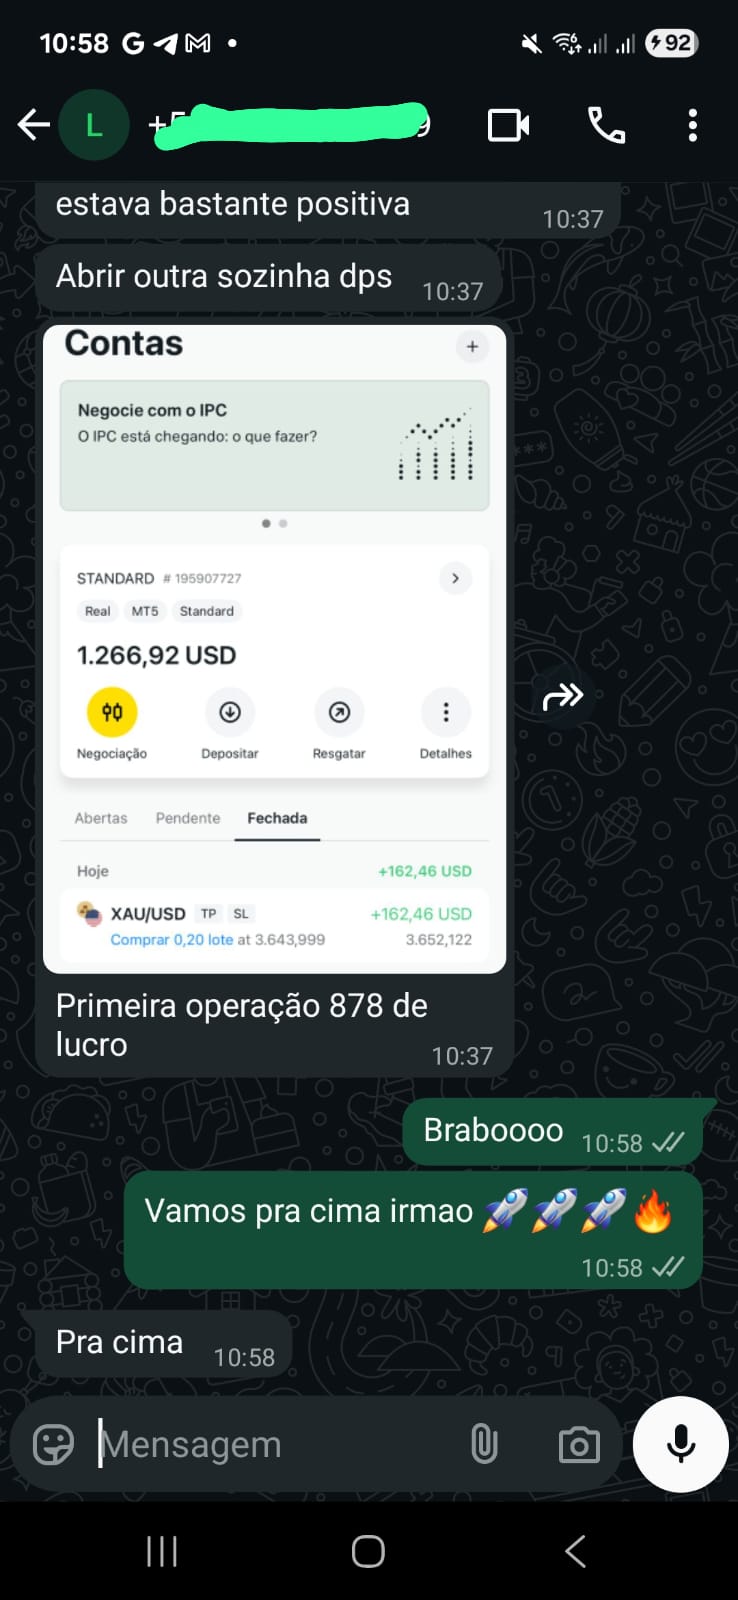 10:58
92
L
+5 9
estava bastante positiva
10:37
Abrir outra sozinha dps
10:37
Contas
+
Negocie com o IPC
O IPC está chegando: o que fazer?
STANDARD # 195907727
Real MT5 Standard
1.266,92 USD
Negociação Depositar Resgatar Detalhes
Abertas Pendente Fechada
Hoje +162,46 USD
XAU/USD TP SL +162,46 USD
Comprar 0,20 lote at 3.643,999 3.652,122
Primeira operação 878 de
lucro
10:37
Braboooo 10:58
Vamos pra cima irmao 🚀🚀🚀🔥
10:58
Pra cima 10:58
Mensagem